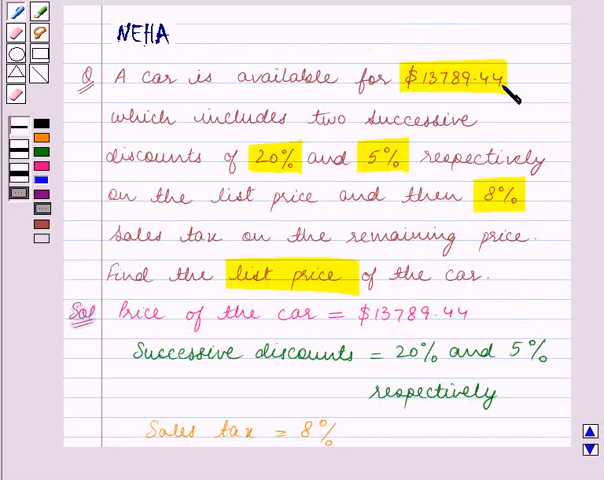 NEHA
Q A car is available for $13789.44
which includes two successive
discounts of 20% and 5% respectively
on the list price and then 8%
sales tax on the remaining price.
Find the list price of the car.
Sol Price of the car = $13789.44
Successive discounts = 20% and 5%
respectively
Sales tax = 8%